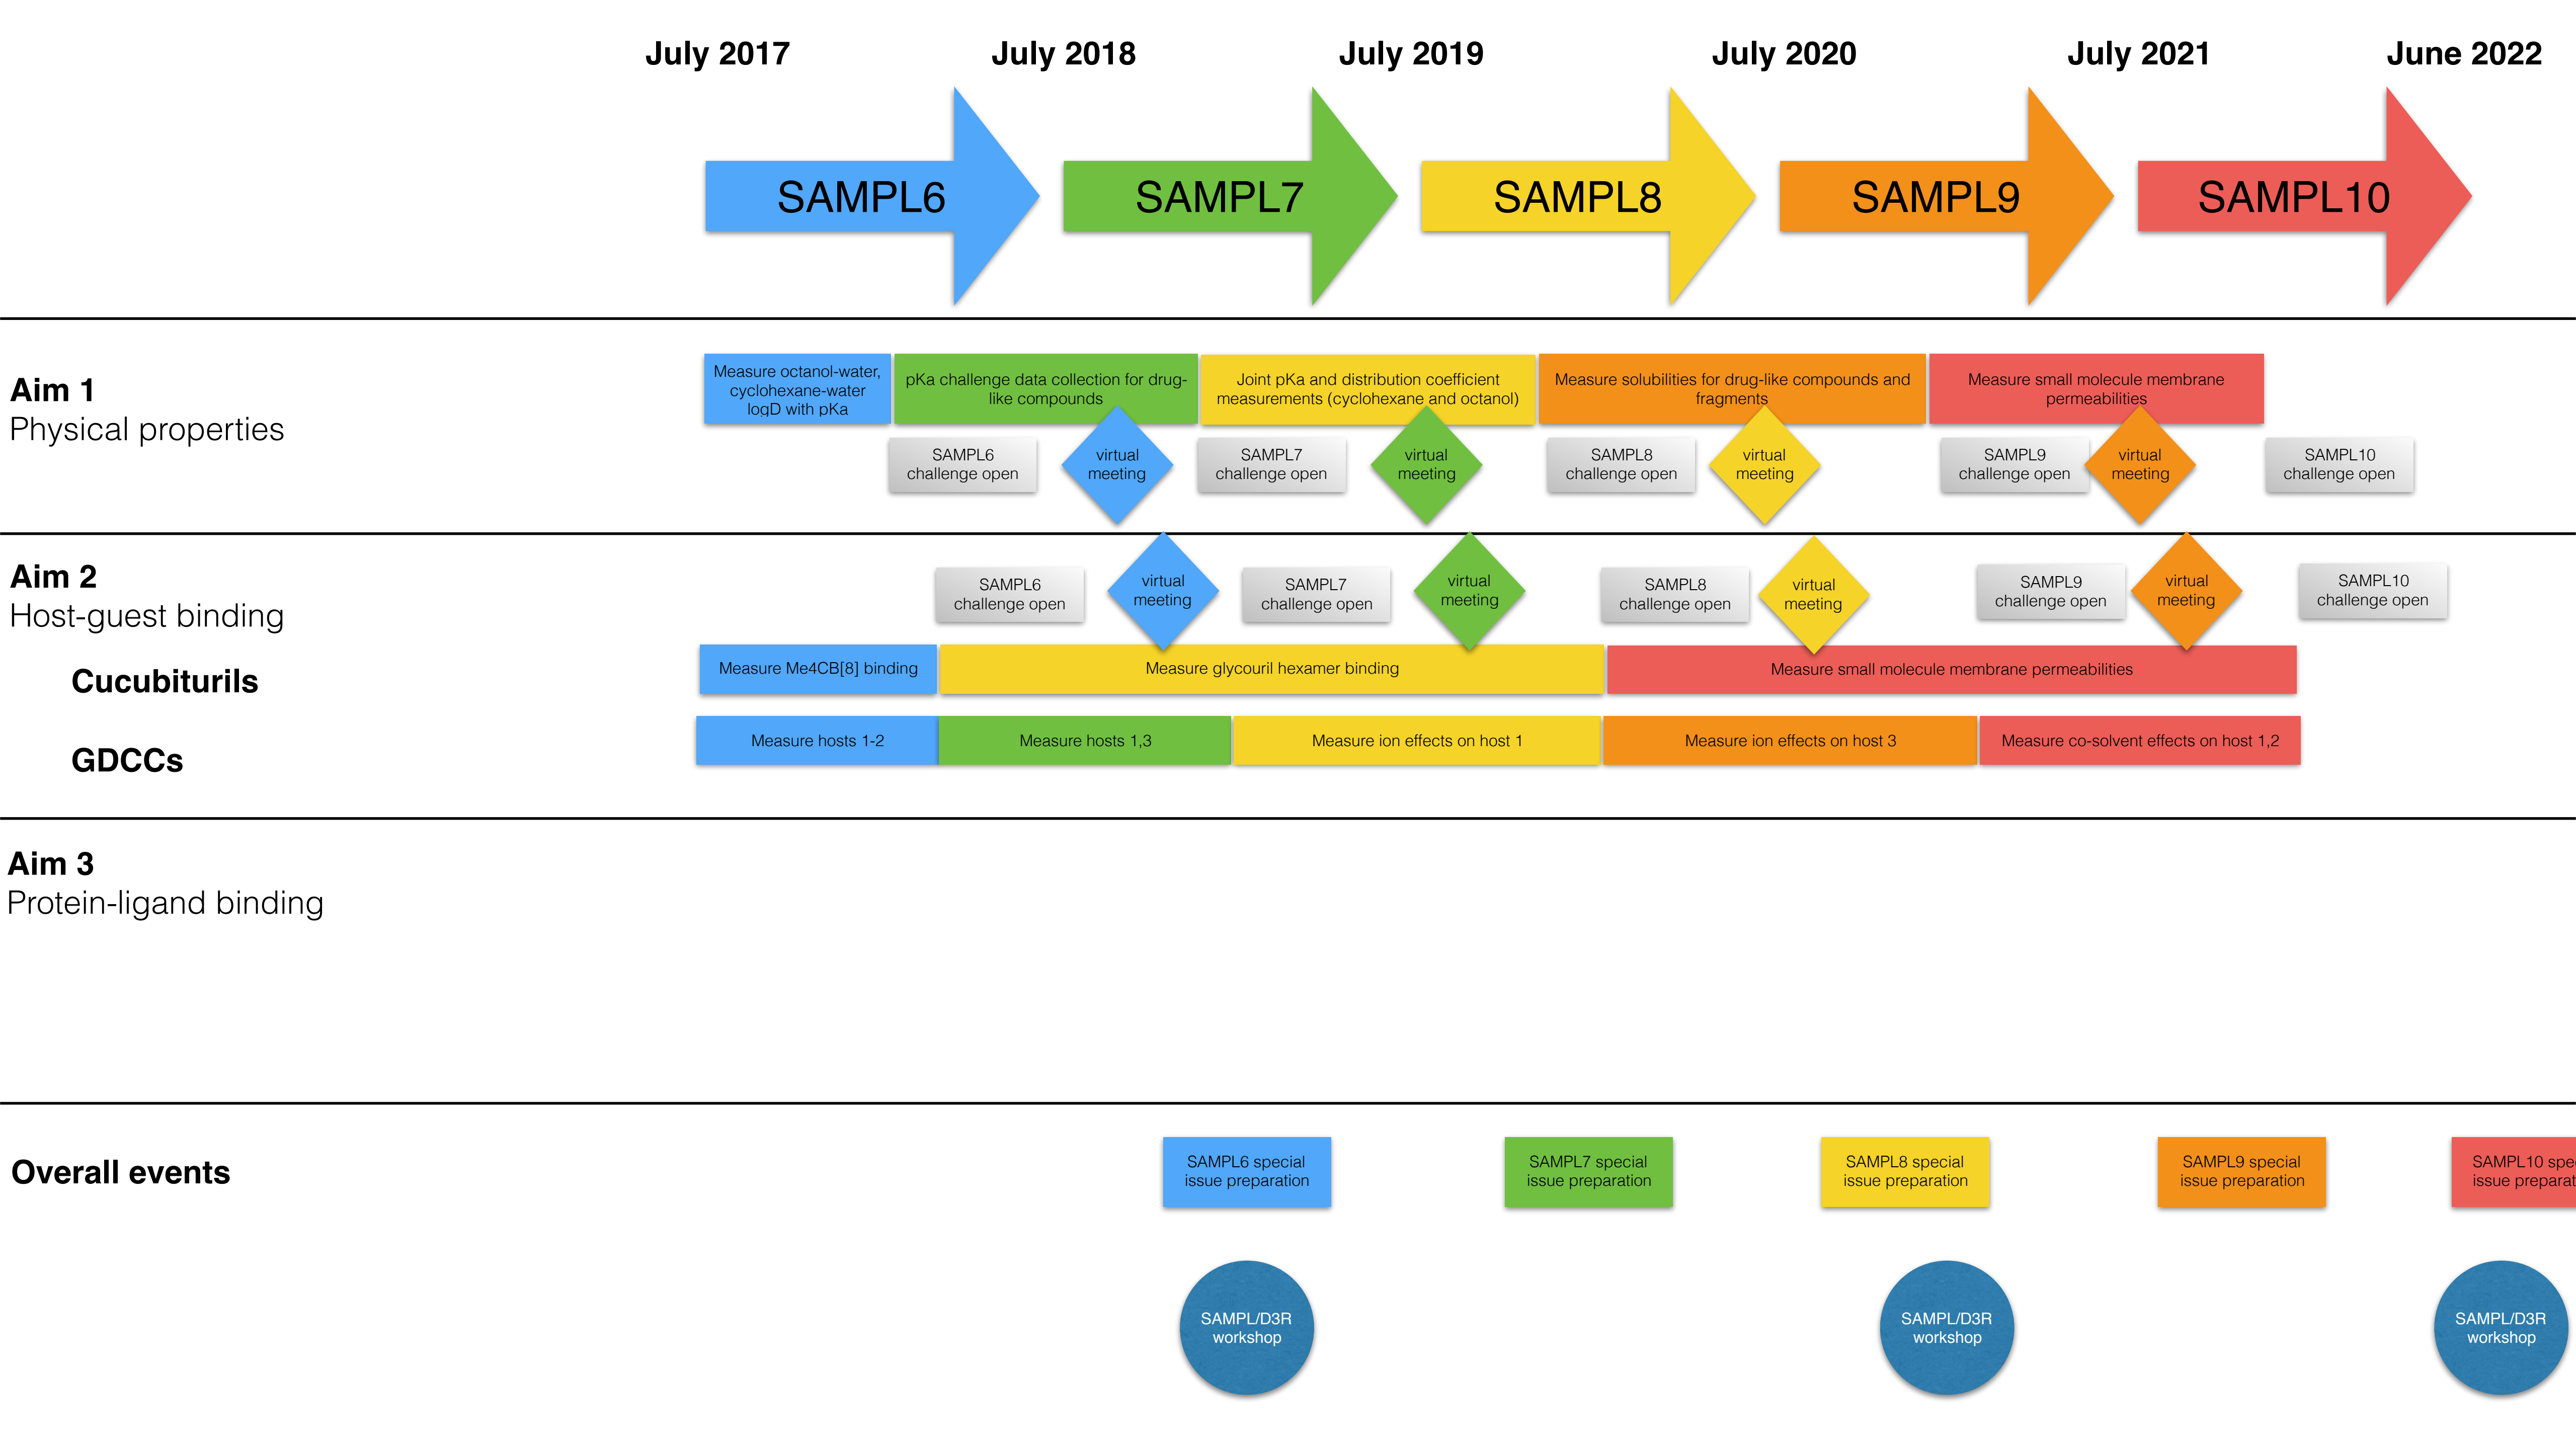 July 2017
July 2018
July 2019
July 2020
July 2021
June 2022
SAMPL6
SAMPL7
SAMPL8
SAMPL9
SAMPL10
Aim 1
Physical properties
Measure octanol-water,
cyclohexane-water
logD with pKa
pKa challenge data collection for drug-
like compounds
Joint pKa and distribution coefficient
measurements (cyclohexane and octanol)
Measure solubilities for drug-like compounds and
fragments
Measure small molecule membrane
permeabilities
SAMPL6
challenge open
virtual
meeting
SAMPL7
challenge open
virtual
meeting
SAMPL8
challenge open
virtual
meeting
SAMPL9
challenge open
virtual
meeting
SAMPL10
challenge open
Aim 2
Host-guest binding
SAMPL6
challenge open
virtual
meeting
SAMPL7
challenge open
virtual
meeting
SAMPL8
challenge open
virtual
meeting
SAMPL9
challenge open
virtual
meeting
SAMPL10
challenge open
Cucubiturils
Measure Me4CB[8] binding
Measure glycouril hexamer binding
Measure small molecule membrane permeabilities
GDCCs
Measure hosts 1-2
Measure hosts 1,3
Measure ion effects on host 1
Measure ion effects on host 3
Measure co-solvent effects on host 1,2
Aim 3
Protein-ligand binding
Overall events
SAMPL6 special
issue preparation
SAMPL7 special
issue preparation
SAMPL8 special
issue preparation
SAMPL9 special
issue preparation
SAMPL10 spe
issue preparat
SAMPL/D3R
workshop
SAMPL/D3R
workshop
SAMPL/D3R
workshop